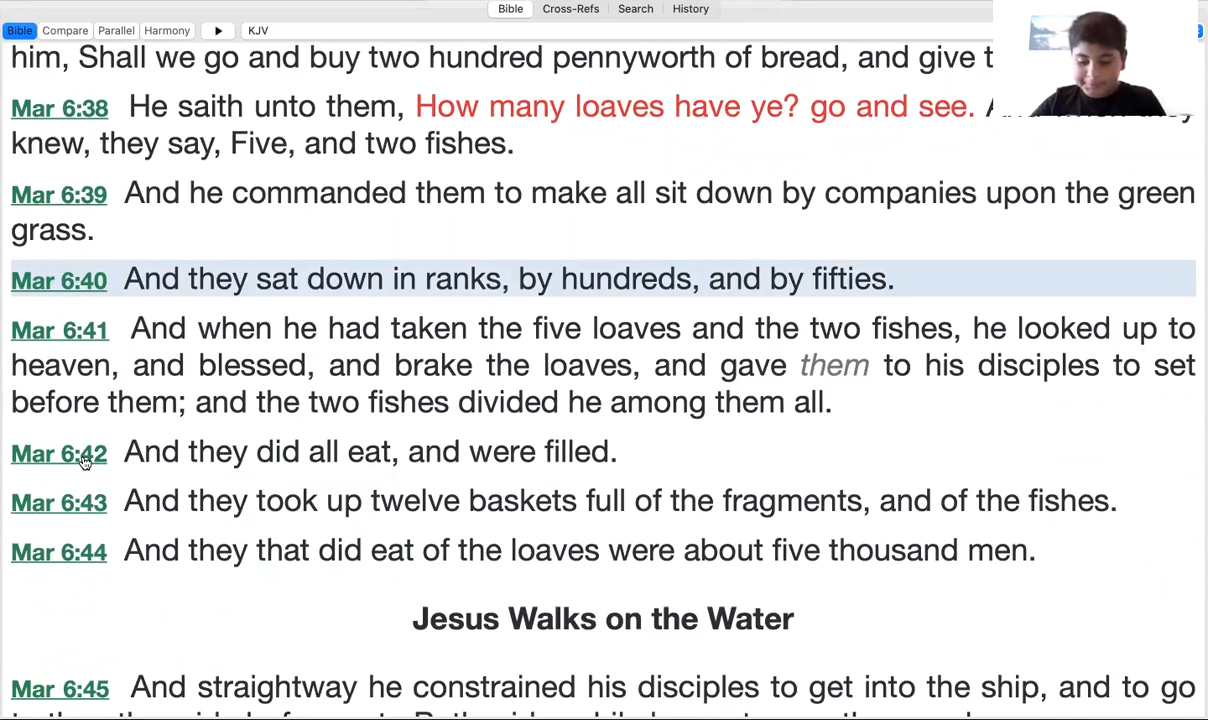 Bible Cross-Refs Search History
Bible Compare Parallel Harmony KJV
him, Shall we go and buy two hundred pennyworth of bread, and give
Mar 6:38 He saith unto them, How many loaves have ye? go and see.
knew, they say, Five, and two fishes.
Mar 6:39 And he commanded them to make all sit down by companies upon the green
grass.
Mar 6:40 And they sat down in ranks, by hundreds, and by fifties.
Mar 6:41 And when he had taken the five loaves and the two fishes, he looked up to
heaven, and blessed, and brake the loaves, and gave them to his disciples to set
before them; and the two fishes divided he among them all.
Mar 6:42 And they did all eat, and were filled.
Mar 6:43 And they took up twelve baskets full of the fragments, and of the fishes.
Mar 6:44 And they that did eat of the loaves were about five thousand men.
Jesus Walks on the Water
Mar 6:45 And straightway he constrained his disciples to get into the ship, and to go